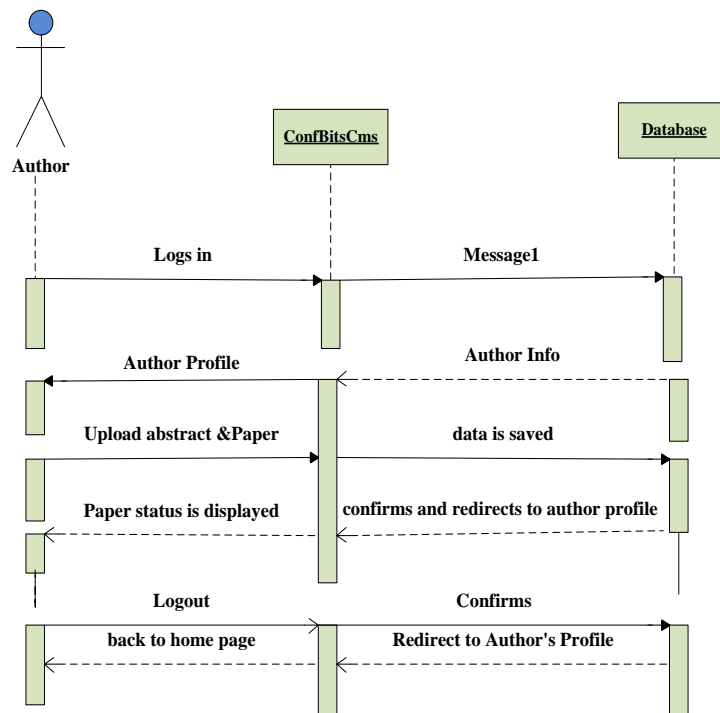 Author
ConfBitsCms
Database
Logs in
Message1
Author Profile
Author Info
Upload abstract &Paper
data is saved
Paper status is displayed
confirms and redirects to author profile
Logout
Confirms
back to home page
Redirect to Author's Profile